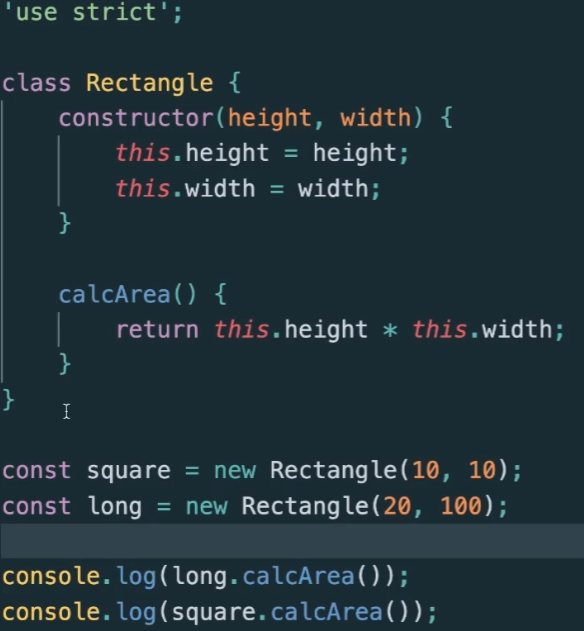 'use strict';
class Rectangle {
constructor(height, width) {
this.height = height;
this.width = width;
}
calcArea() {
return this.height * this.width;
}
}
const square = new Rectangle(10, 10);
const long = new Rectangle(20, 100);
console.log(long.calcArea());
console.log(square.calcArea());